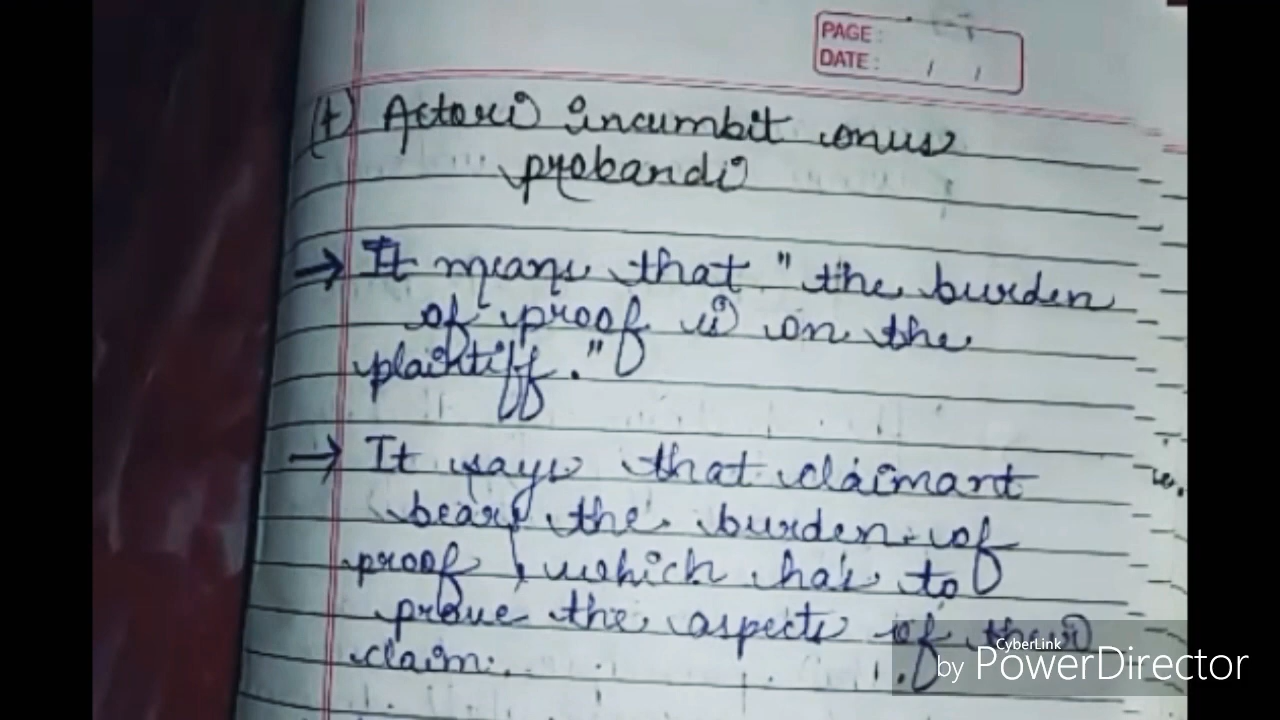 PAGE :
DATE : / /
(t) Actori incumbit onus
probandi
→ It means that " the burden
of proof is on the
plaintiff . "
→ It says that claimant
bears the burden of
proof , which has to
prove the aspects of their
claim.
CyberLink
by PowerDirector